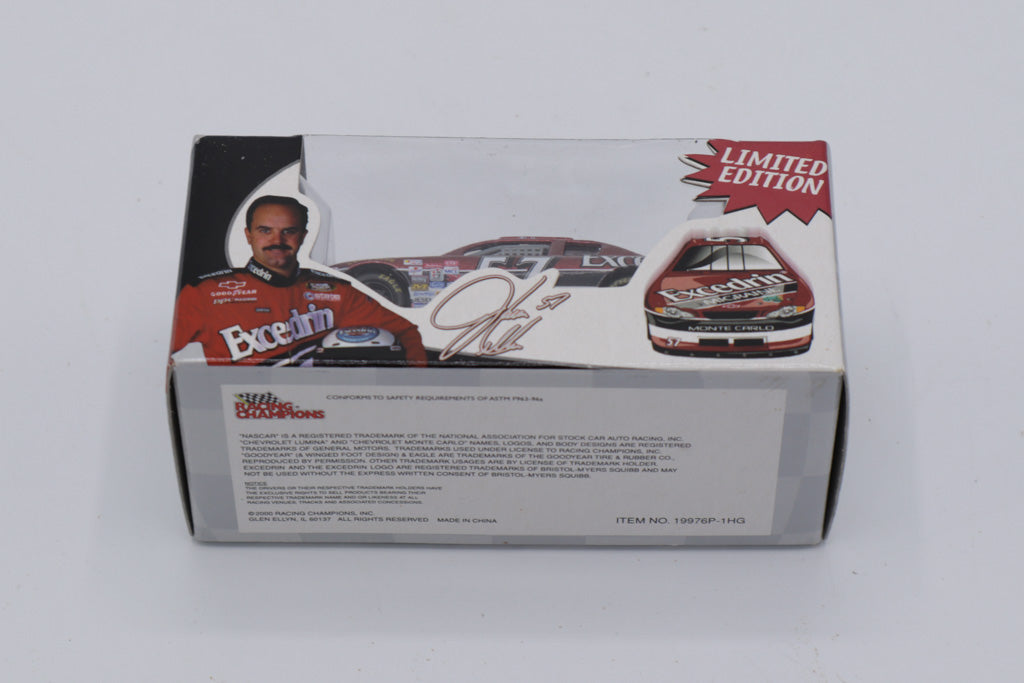 LIMITED
EDITION
57
EXCE
Excedrin
GOODYEAR
Excedrin
57
Excedrin
MONTE CARLO
57
RACING
CHAMPIONS
CONFORMS TO SAFETY REQUIREMENTS OF ASTM F963-96a
"NASCAR" IS A REGISTERED TRADEMARK OF THE NATIONAL ASSOCIATION FOR STOCK CAR AUTO RACING, INC.
"CHEVROLET LUMINA" AND "CHEVROLET MONTE CARLO" NAMES, LOGOS, AND BODY DESIGNS ARE REGISTERED
TRADEMARKS OF GENERAL MOTORS. TRADEMARKS USED UNDER LICENSE TO RACING CHAMPIONS, INC.
"GOODYEAR" (& WINGED FOOT DESIGN) & EAGLE ARE TRADEMARKS OF THE GOODYEAR TIRE & RUBBER CO.,
REPRODUCED BY PERMISSION. OTHER TRADEMARK USAGES ARE BY LICENSE OF TRADEMARK HOLDER.
EXCEDRIN AND THE EXCEDRIN LOGO ARE REGISTERED TRADEMARKS OF BRISTOL-MYERS SQUIBB AND MAY
NOT BE USED WITHOUT THE EXPRESS WRITTEN CONSENT OF BRISTOL-MYERS SQUIBB.
NOTICE
THE DRIVERS OR THEIR RESPECTIVE TRADEMARK HOLDERS HAVE
THE EXCLUSIVE RIGHTS TO SELL PRODUCTS BEARING THEIR
RESPECTIVE TRADEMARK NAME AND OR LIKENESS AT ALL
RACING VENUES, TRACKS AND ASSOCIATED CONCESSIONS.
©2000 RACING CHAMPIONS, INC.
GLEN ELLYN, IL 60137 ALL RIGHTS RESERVED MADE IN CHINA
ITEM NO. 19976P-1HG